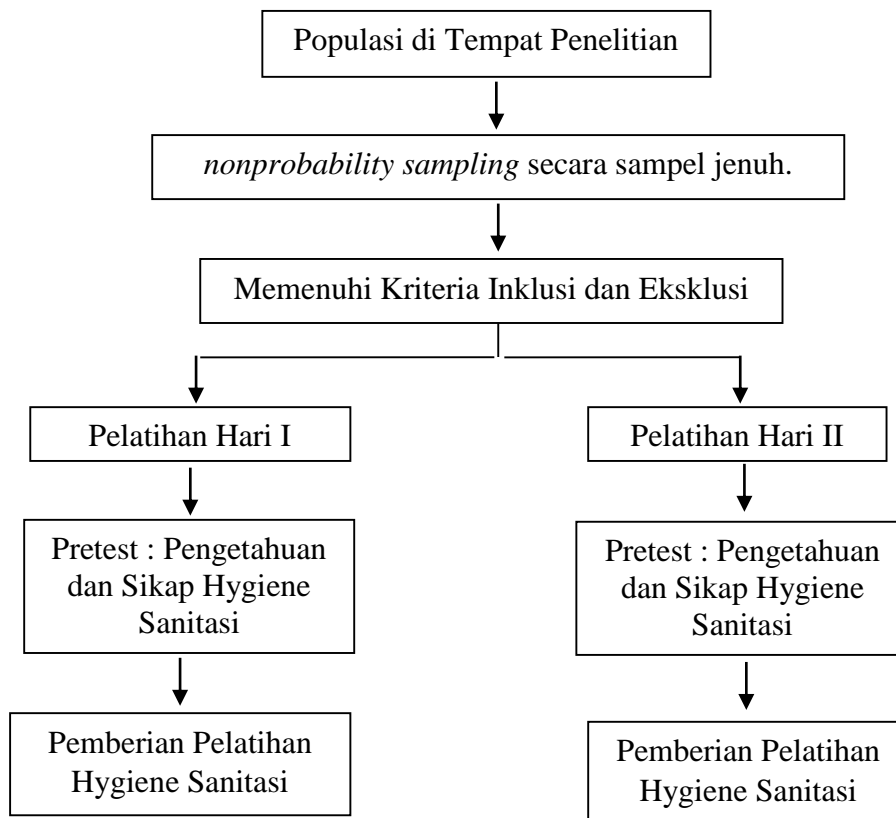 Populasi di Tempat Penelitian
nonprobability sampling secara sampel jenuh.
Memenuhi Kriteria Inklusi dan Eksklusi
Pelatihan Hari I
Pelatihan Hari II
Pretest : Pengetahuan
dan Sikap Hygiene
Sanitasi
Pretest : Pengetahuan
dan Sikap Hygiene
Sanitasi
Pemberian Pelatihan
Hygiene Sanitasi
Pemberian Pelatihan
Hygiene Sanitasi